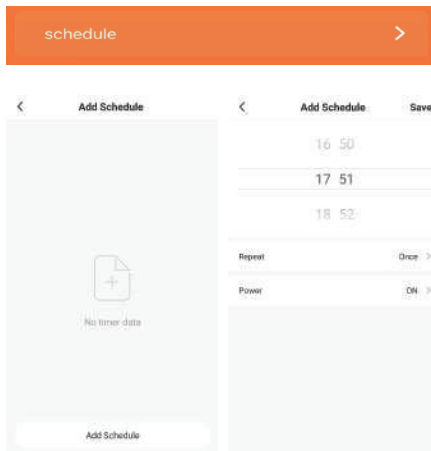 schedule
Add Schedule
No timer data
Add Schedule
Add Schedule Save
16 50
17 51
18 52
Repeat Once
Power ON